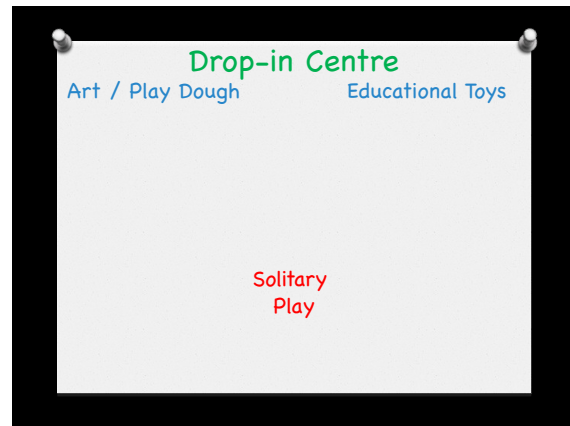 Drop-in Centre
Art / Play Dough
Educational Toys
Solitary
Play